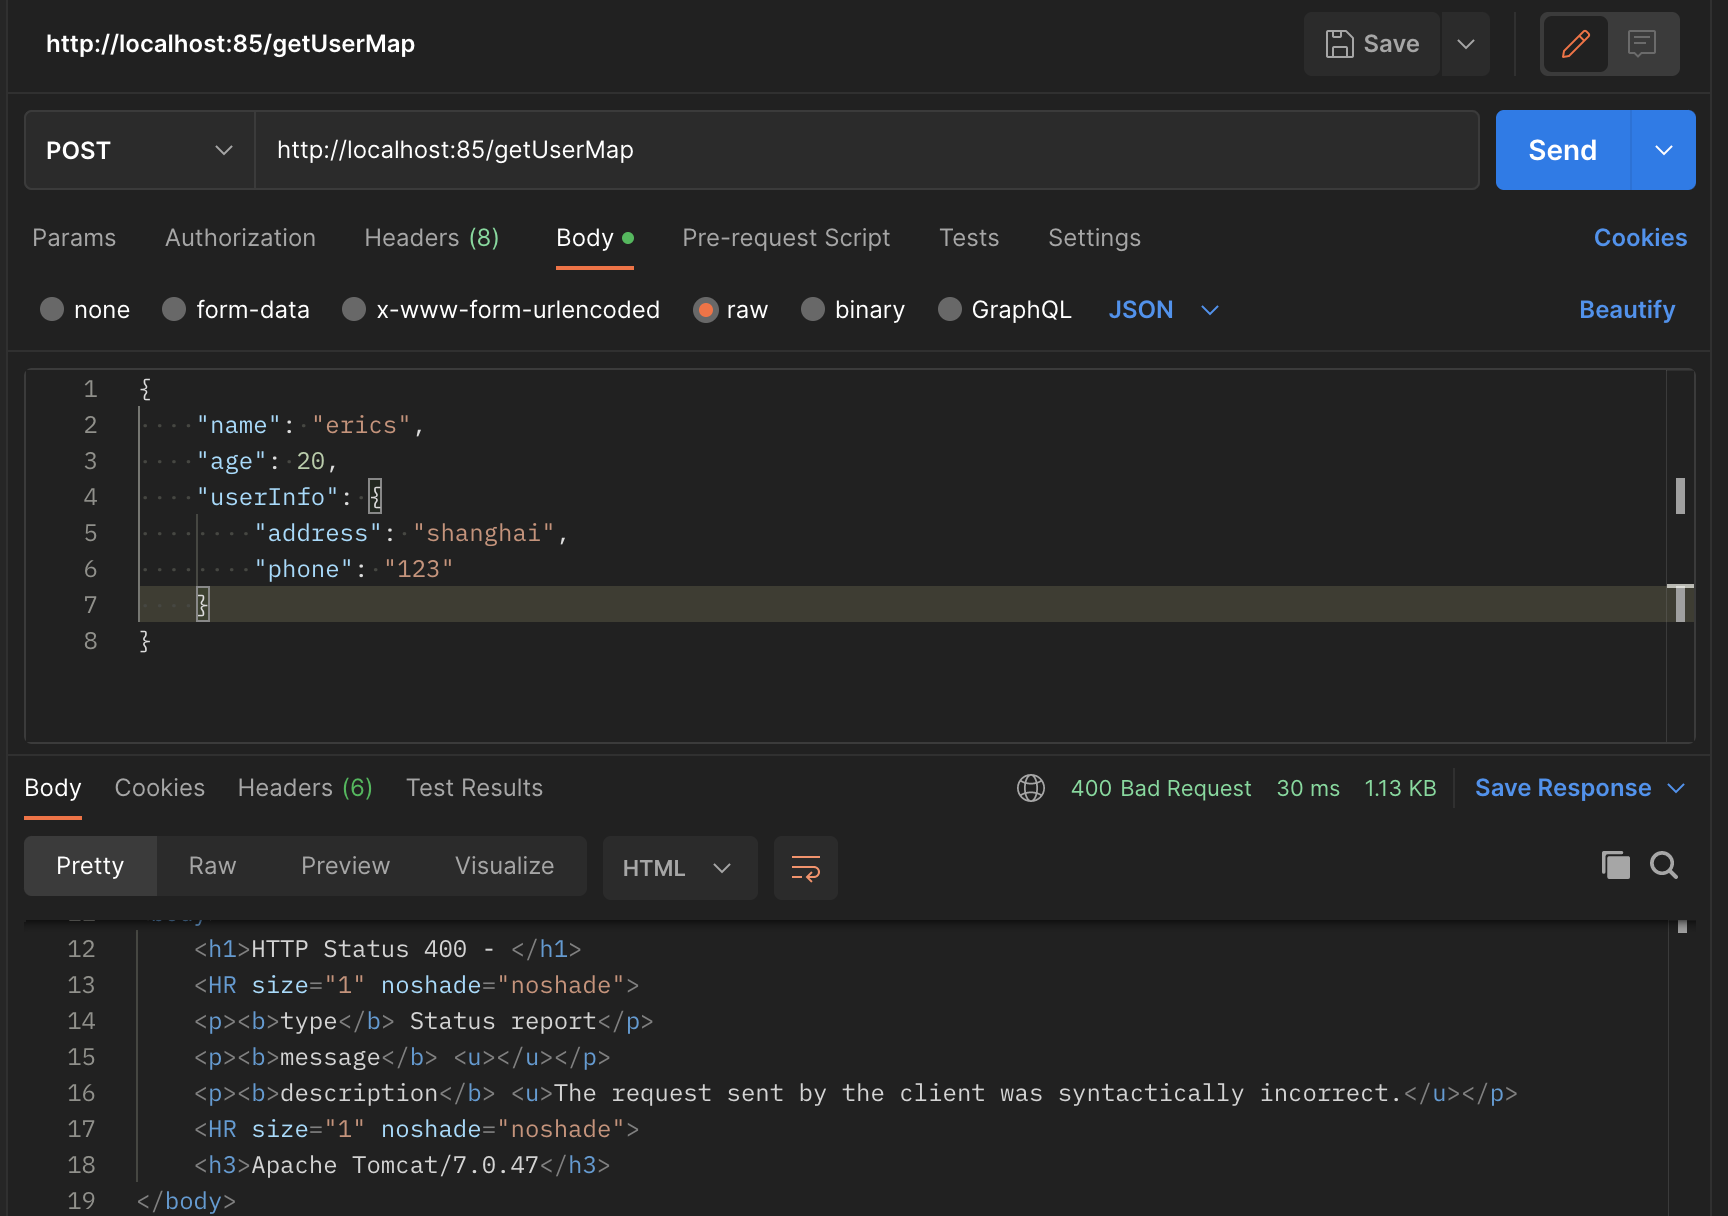 http://localhost:85/getUserMap
Save
POST
http://localhost:85/getUserMap
Send
Params
Authorization
Headers (8)
Body
Pre-request Script
Tests
Settings
Cookies
none
form-data
x-www-form-urlencoded
raw
binary
GraphQL
JSON
Beautify
1 {
2 "name": "erics",
3 "age": 20,
4 "userInfo": {
5 "address": "shanghai",
6 "phone": "123"
7 }
8 }
Body
Cookies
Headers (6)
Test Results
400 Bad Request
30 ms
1.13 KB
Save Response
Pretty
Raw
Preview
Visualize
HTML
12 <h1>HTTP Status 400 - </h1>
13 <HR size="1" noshade="noshade">
14 <p><b>type</b> Status report</p>
15 <p><b>message</b> <u></u></p>
16 <p><b>description</b> <u>The request sent by the client was syntactically incorrect.</u></p>
17 <HR size="1" noshade="noshade">
18 <h3>Apache Tomcat/7.0.47</h3>
19 </body>